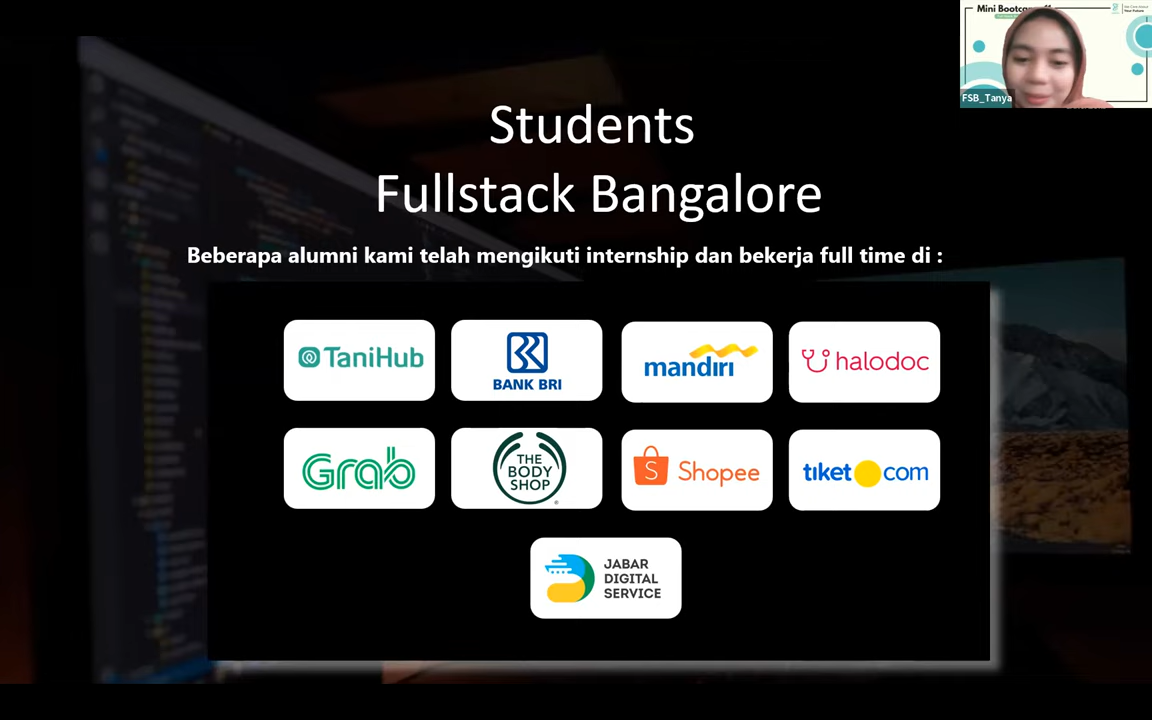 Students
Fullstack Bangalore
Beberapa alumni kami telah mengikuti internship dan bekerja full time di :
TaniHub
BANK BRI
mandiri
halodoc
Grab
THE
BODY
SHOP
Shopee
tiket com
JABAR
DIGITAL
SERVICE
FSB_Tanya